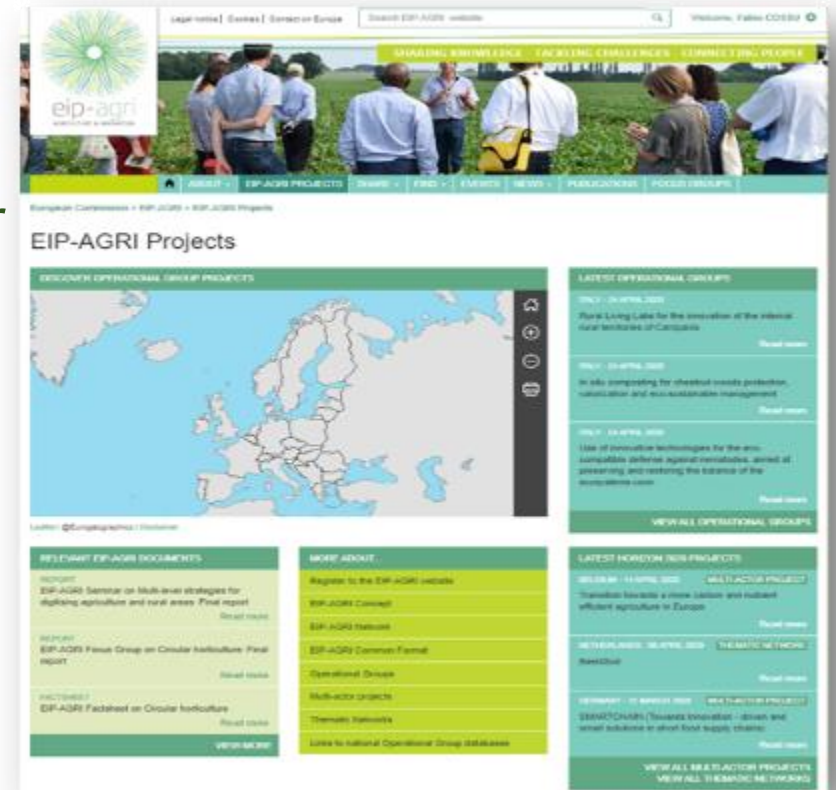 Legal notice | Cookies | Contact on Europa
Search EIP-AGRI website
Welcome, Fabio COSSU
SHARING KNOWLEDGE TACKLING CHALLENGES CONNECTING PEOPLE
eip-agri
AGRICULTURE & INNOVATION
ABOUT
EIP-AGRI PROJECTS
SHARE
FIND
EVENTS
NEWS
PUBLICATIONS
FOCUS GROUPS
European Commission > EIP-AGRI > EIP-AGRI Projects
EIP-AGRI Projects
DISCOVER OPERATIONAL GROUP PROJECTS
Leaflet | ©Eurogeographics | Disclaimer
LATEST OPERATIONAL GROUPS
ITALY - 24 APRIL 2020
Rural Living Labs for the innovation of the internal
rural territories of Campania
Read more
ITALY - 24 APRIL 2020
In situ composting for chestnut woods protection,
valorization and eco-sustainable management
Read more
ITALY - 24 APRIL 2020
Use of innovative technologies for the eco-
compatible defense against nematodes, aimed at
preserving and restoring the balance of the
Read more
VIEW ALL OPERATIONAL GROUPS
RELEVANT EIP-AGRI DOCUMENTS
REPORT
EIP-AGRI Seminar on Multi-level strategies for
digitising agriculture and rural areas: Final report
Read more
REPORT
EIP-AGRI Focus Group on Circular horticulture: Final
report
Read more
FACTSHEET
EIP-AGRI Factsheet on Circular horticulture
Read more
VIEW MORE
MORE ABOUT...
Register to the EIP-AGRI website
EIP-AGRI Concept
EIP-AGRI Network
EIP-AGRI Common Format
Operational Groups
Multi-actor projects
Thematic Networks
Links to national Operational Group databases
LATEST HORIZON 2020 PROJECTS
BELGIUM - 11 APRIL 2020 MULTI-ACTOR PROJECT
Transition towards a more carbon and nutrient
efficient agriculture in Europe
Read more
NETHERLANDS - APRIL 2020 THEMATIC NETWORK
Best4Soil
Read more
GERMANY - MARCH 2020 MULTI-ACTOR PROJECT
SMARTCHAIN (Towards Innovation - driven and
smart solutions in short food supply chains)
Read more
VIEW ALL MULTI-ACTOR PROJECTS
VIEW ALL THEMATIC NETWORKS